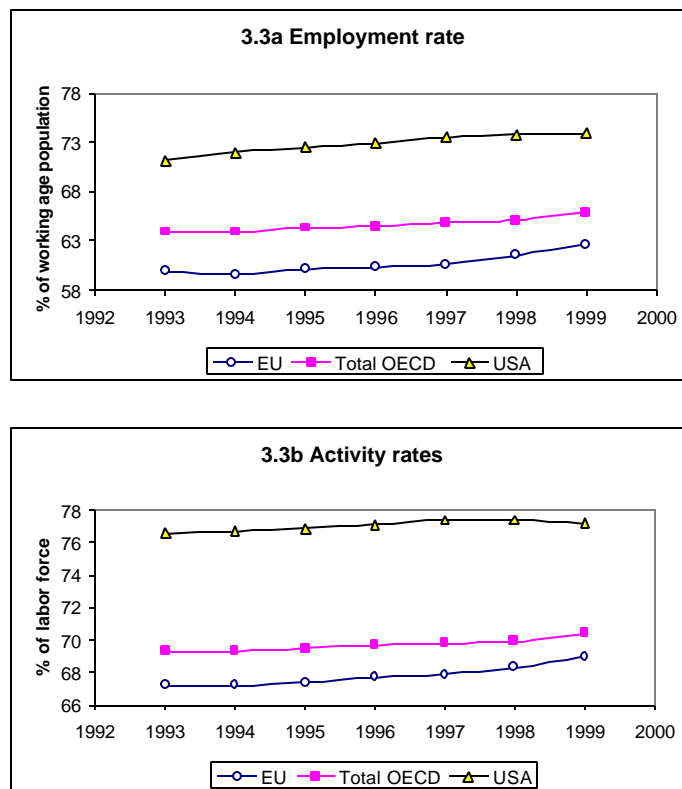 3.3a Employment rate
% of working age population
78
73
68
63
58
1992 1993 1994 1995 1996 1997 1998 1999 2000
EU Total OECD USA
3.3b Activity rates
% of labor force
78
76
74
72
70
68
66
1992 1993 1994 1995 1996 1997 1998 1999 2000
EU Total OECD USA